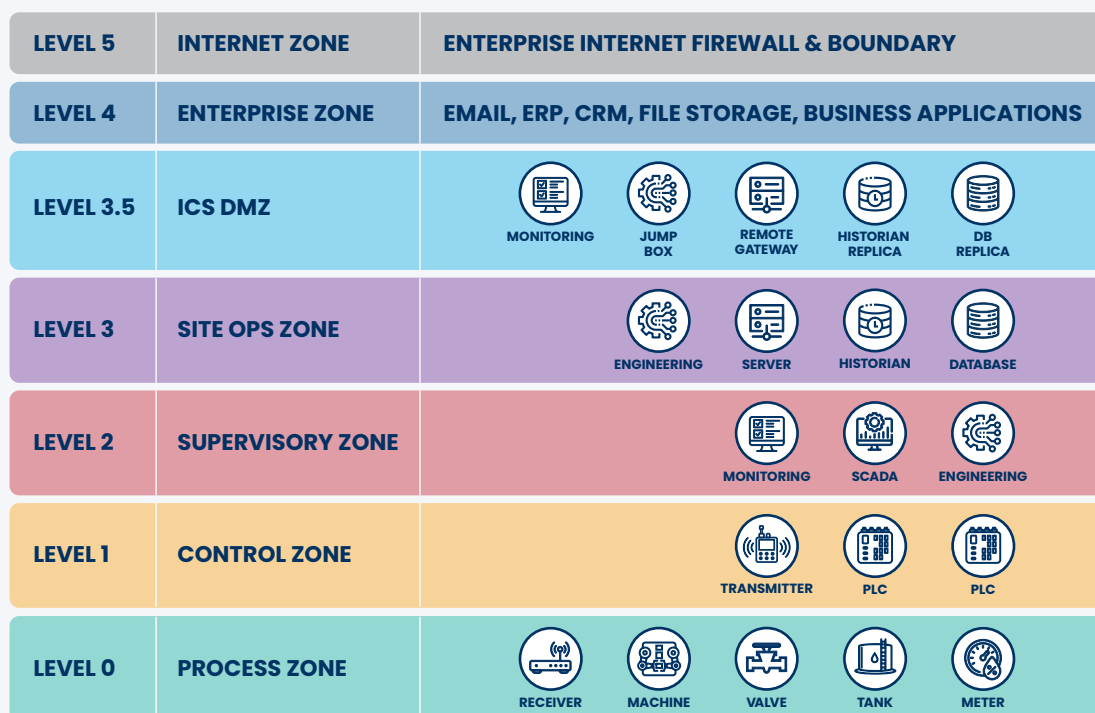 LEVEL 5
INTERNET ZONE
ENTERPRISE INTERNET FIREWALL & BOUNDARY
LEVEL 4
ENTERPRISE ZONE
EMAIL, ERP, CRM, FILE STORAGE, BUSINESS APPLICATIONS
LEVEL 3.5
ICS DMZ
MONITORING
JUMP
BOX
REMOTE
GATEWAY
HISTORIAN
REPLICA
DB
REPLICA
LEVEL 3
SITE OPS ZONE
ENGINEERING
SERVER
HISTORIAN
DATABASE
LEVEL 2
SUPERVISORY ZONE
MONITORING
SCADA
ENGINEERING
LEVEL 1
CONTROL ZONE
TRANSMITTER
PLC
PLC
LEVEL 0
PROCESS ZONE
RECEIVER
MACHINE
VALVE
TANK
METER